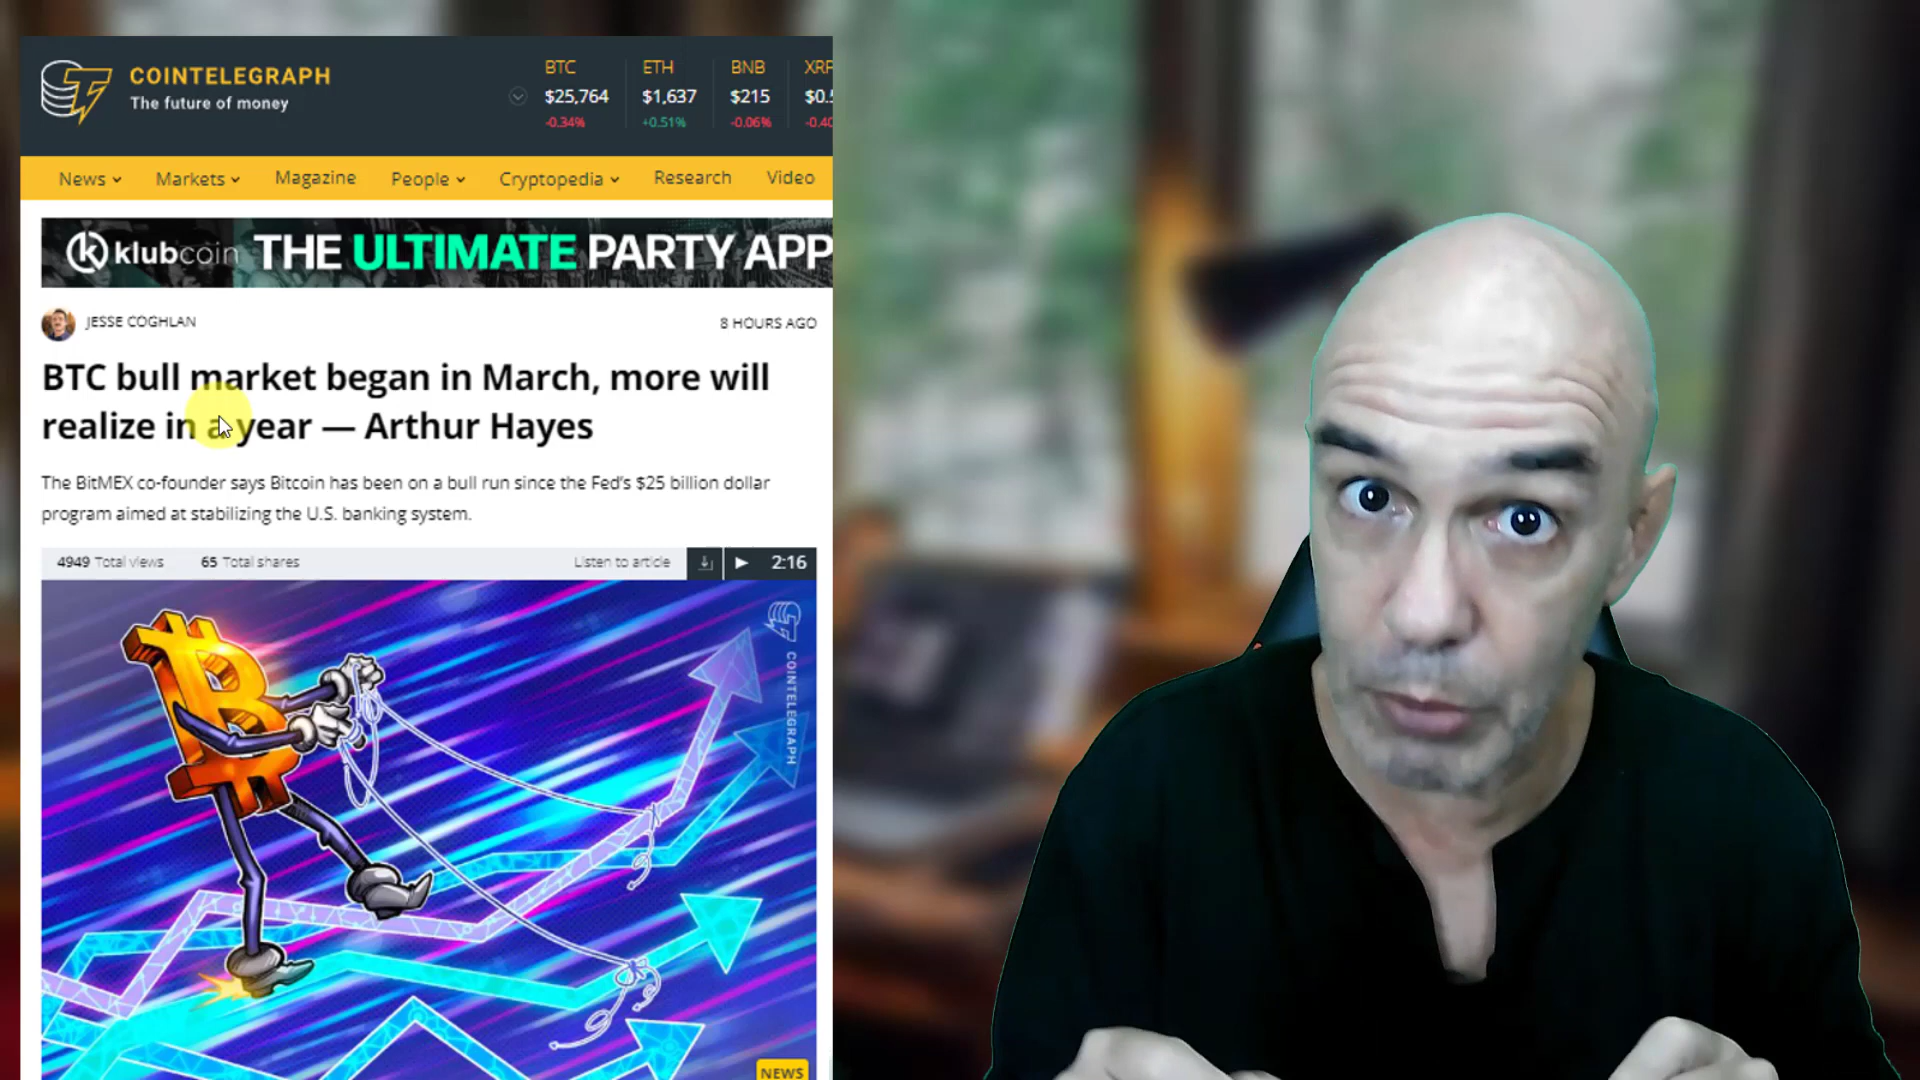 COINTELEGRAPH
The future of money
BTC ETH BNB XRP
$25,764 $1,637 $215
-0.34% +0.51% -0.06%
News Markets Magazine People Cryptopedia Research Video
klubcoin THE ULTIMATE PARTY APP
JESSE COGHLAN 8 HOURS AGO
BTC bull market began in March, more will
realize in a year — Arthur Hayes
The BitMEX co-founder says Bitcoin has been on a bull run since the Fed's $25 billion dollar
program aimed at stabilizing the U.S. banking system.
4949 Total views 65 Total shares Listen to article 2:16
COINTELEGRAPH
NEWS